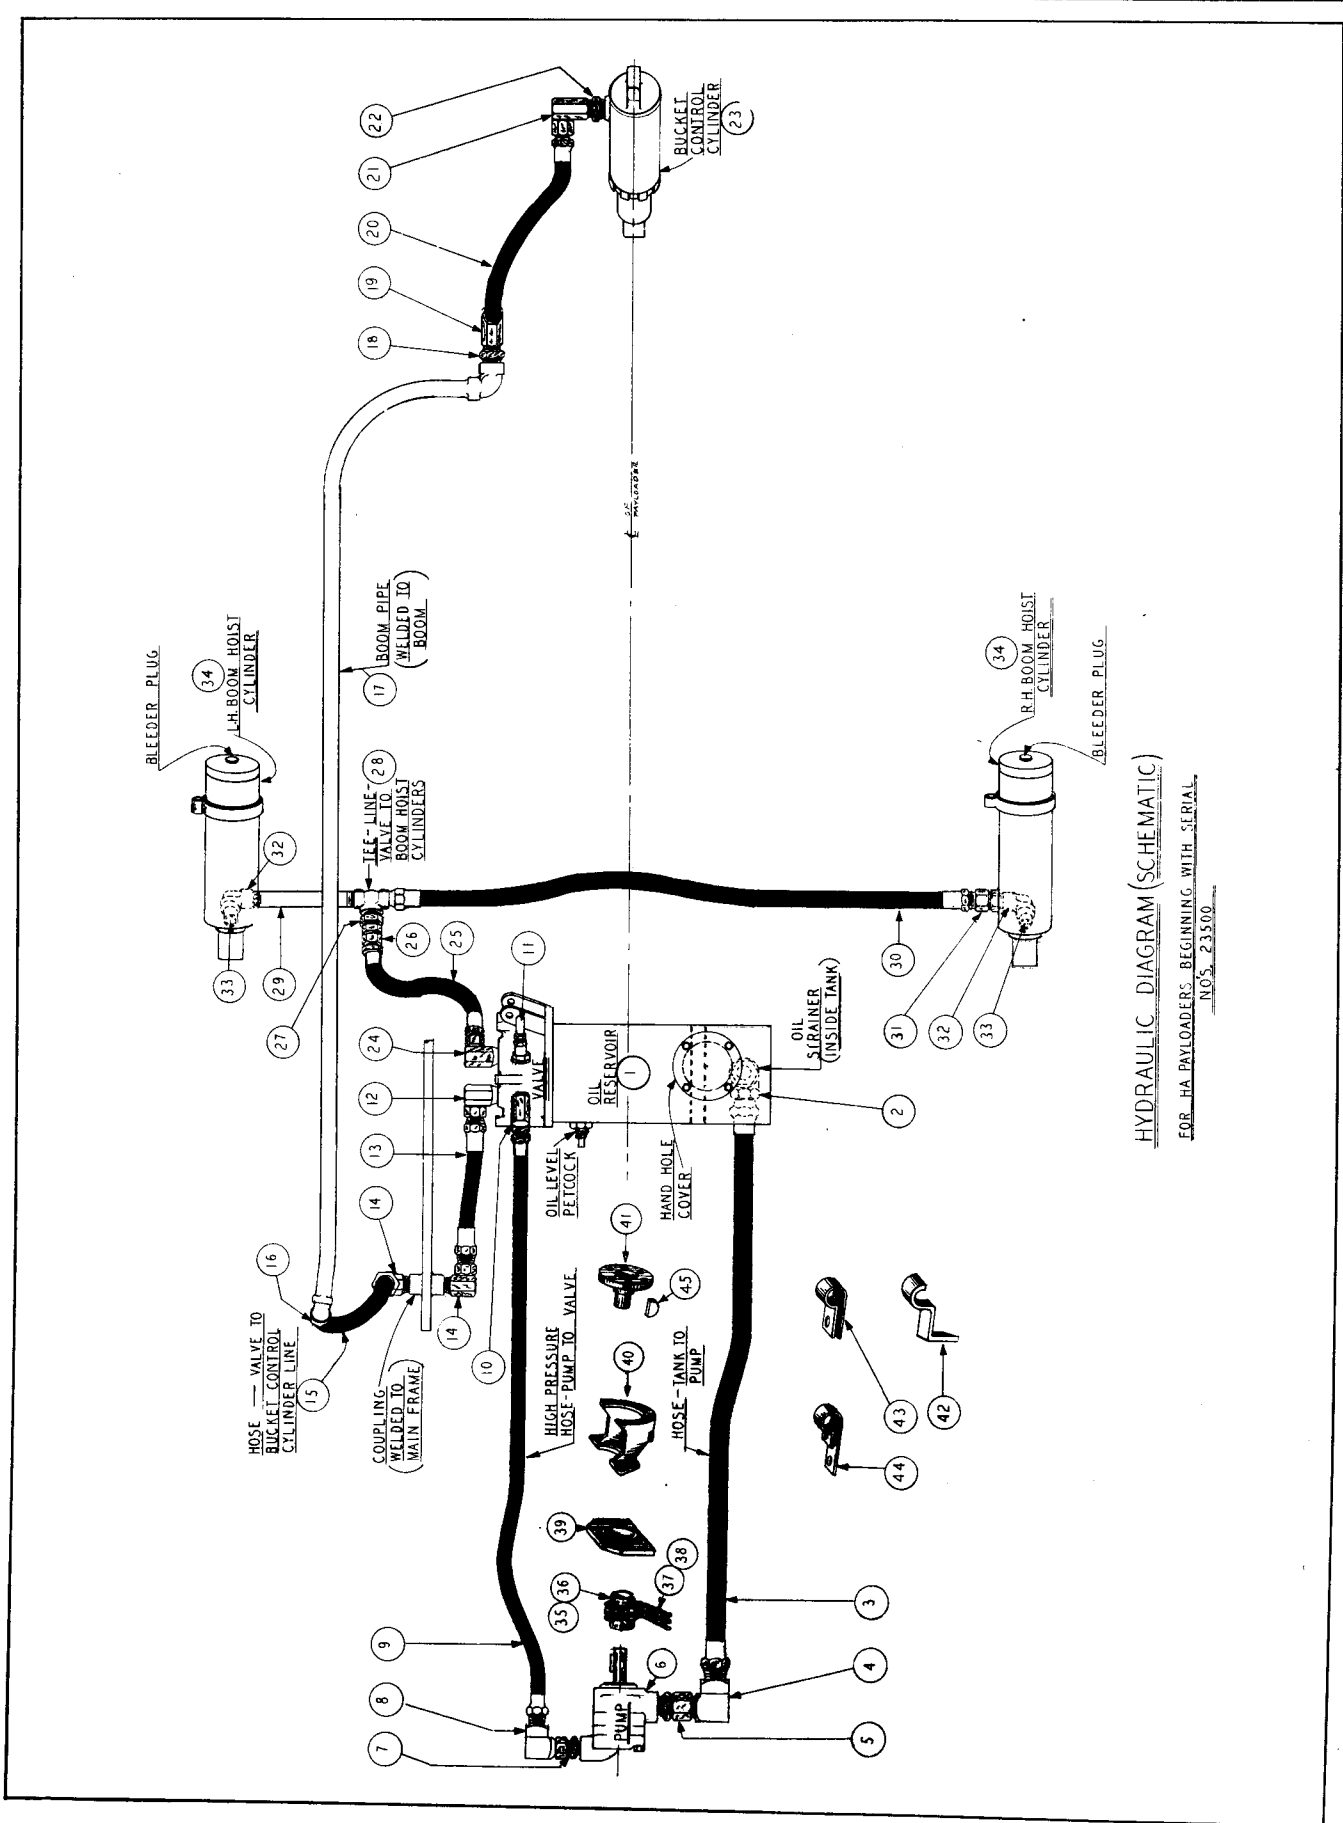 HYDRAULIC DIAGRAM (SCHEMATIC)
FOR HA PAYLOADERS BEGINNING WITH SERIAL
NO'S. 23500
7
8
9
HOSE — VALVE TO
BUCKET CONTROL
CYLINDER LINE
15
16
COUPLING
(WELDED TO
MAIN FRAME)
14
14
13
12
24
27
29
33
32
BLEEDER PLUG
34
L.H. BOOM HOIST
CYLINDER
TEE-LINE-
VALVE TO
BOOM HOIST
CYLINDERS
28
26
25
11
17
BOOM PIPE
(WELDED TO
BOOM)
18
19
20
21
22
BUCKET
CONTROL
CYLINDER
23
10
VALVE
HIGH PRESSURE
HOSE-PUMP TO VALVE
OIL LEVEL
PETCOCK
OIL
RESERVOIR
1
℄ OF
PAYLOADER
PUMP
6
35
36
37
38
39
40
41
45
HOSE-TANK TO
PUMP
HAND HOLE
COVER
OIL
STRAINER
(INSIDE TANK)
2
3
4
5
44
43
42
30
31
32
33
34
R.H. BOOM HOIST
CYLINDER
BLEEDER PLUG